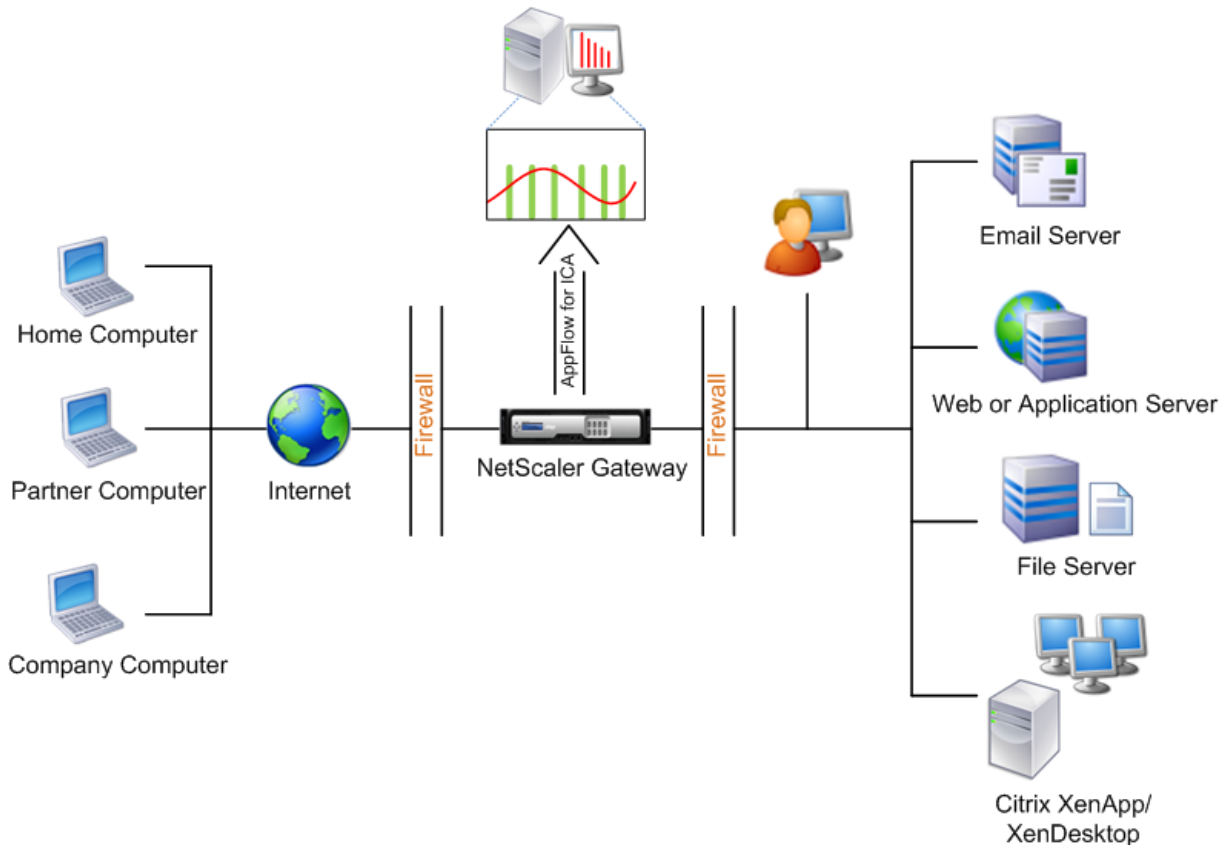 AppFlow for ICA
Home Computer
Partner Computer
Company Computer
Internet
Firewall
NetScaler Gateway
Firewall
Email Server
Web or Application Server
File Server
Citrix XenApp/
XenDesktop